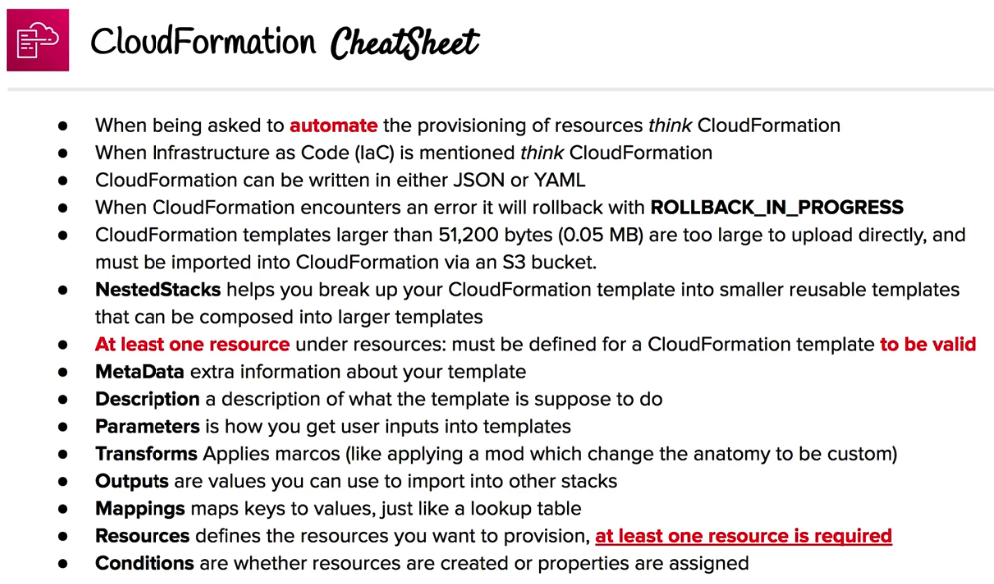 CloudFormation CheatSheet
● When being asked to automate the provisioning of resources think CloudFormation
● When Infrastructure as Code (IaC) is mentioned think CloudFormation
● CloudFormation can be written in either JSON or YAML
● When CloudFormation encounters an error it will rollback with ROLLBACK_IN_PROGRESS
● CloudFormation templates larger than 51,200 bytes (0.05 MB) are too large to upload directly, and
must be imported into CloudFormation via an S3 bucket.
● NestedStacks helps you break up your CloudFormation template into smaller reusable templates
that can be composed into larger templates
● At least one resource under resources: must be defined for a CloudFormation template to be valid
● MetaData extra information about your template
● Description a description of what the template is suppose to do
● Parameters is how you get user inputs into templates
● Transforms Applies marcos (like applying a mod which change the anatomy to be custom)
● Outputs are values you can use to import into other stacks
● Mappings maps keys to values, just like a lookup table
● Resources defines the resources you want to provision, at least one resource is required
● Conditions are whether resources are created or properties are assigned